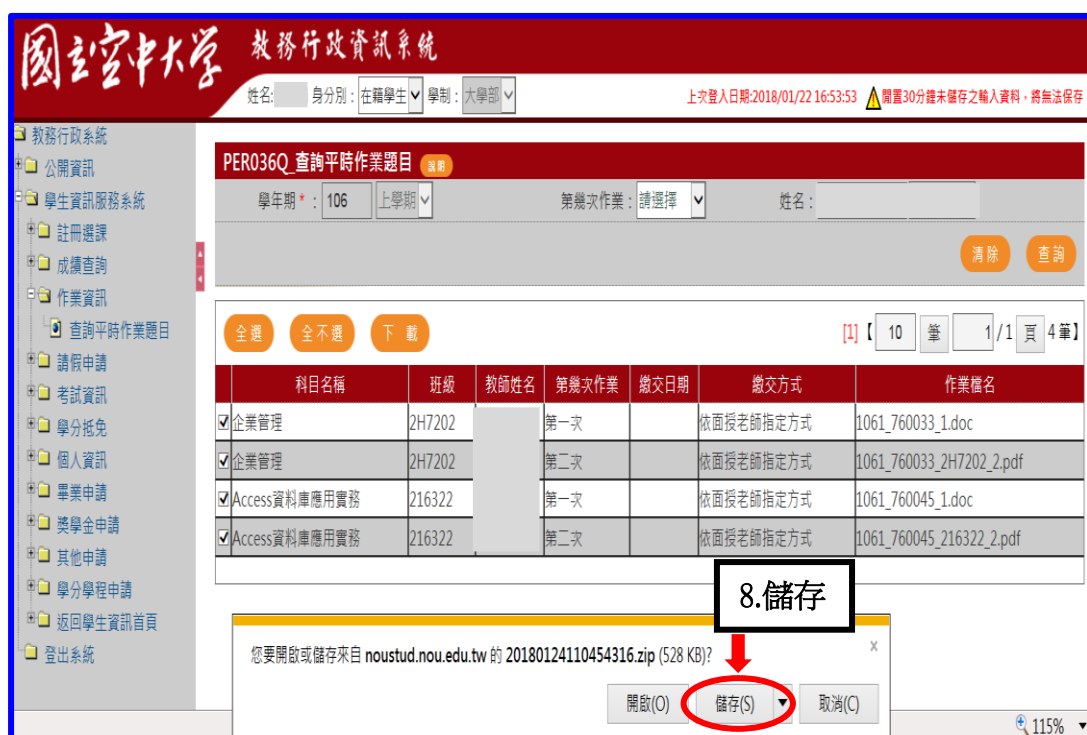 國立空中大學 教務行政資訊系統
姓名: 身分別: 在籍學生 學制: 大學部 上次登入日期:2018/01/22 16:53:53 閒置30分鐘未儲存之輸入資料，將無法保存
教務行政系統
公開資訊
學生資訊服務系統
註冊選課
成績查詢
作業資訊
查詢平時作業題目
請假申請
考試資訊
學分抵免
個人資訊
畢業申請
獎學金申請
其他申請
學分學程申請
返回學生資訊首頁
登出系統
PER036Q_查詢平時作業題目 說明
學年期*: 106 上學期 第幾次作業: 請選擇 姓名:
清除 查詢
全選 全不選 下載 [1]【 10 筆 1 /1 頁 4筆】
科目名稱 班級 教師姓名 第幾次作業 繳交日期 繳交方式 作業檔名
企業管理 2H7202 第一次 依面授老師指定方式 1061_760033_1.doc
企業管理 2H7202 第二次 依面授老師指定方式 1061_760033_2H7202_2.pdf
Access資料庫應用實務 216322 第一次 依面授老師指定方式 1061_760045_1.doc
Access資料庫應用實務 216322 第二次 依面授老師指定方式 1061_760045_216322_2.pdf
8.儲存
您要開啟或儲存來自 noustud.nou.edu.tw 的 20180124110454316.zip (528 KB)? x
開啟(O) 儲存(S) 取消(C)
115%